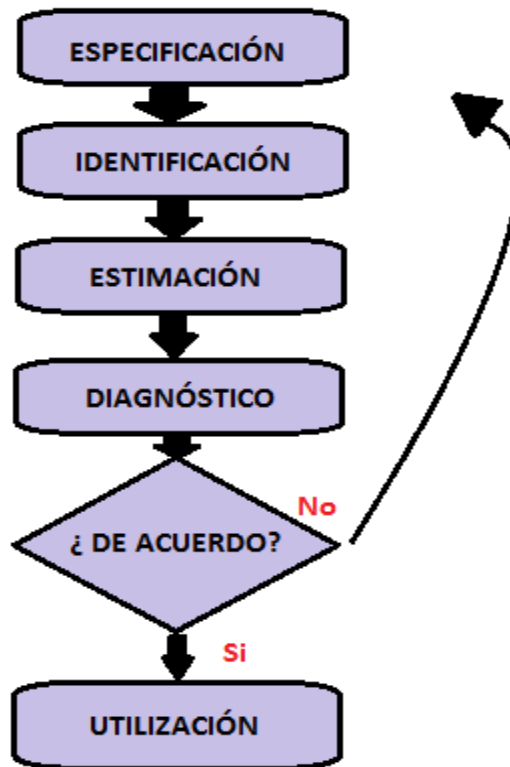 ESPECIFICACIÓN
IDENTIFICACIÓN
ESTIMACIÓN
DIAGNÓSTICO
No
¿ DE ACUERDO?
Si
UTILIZACIÓN